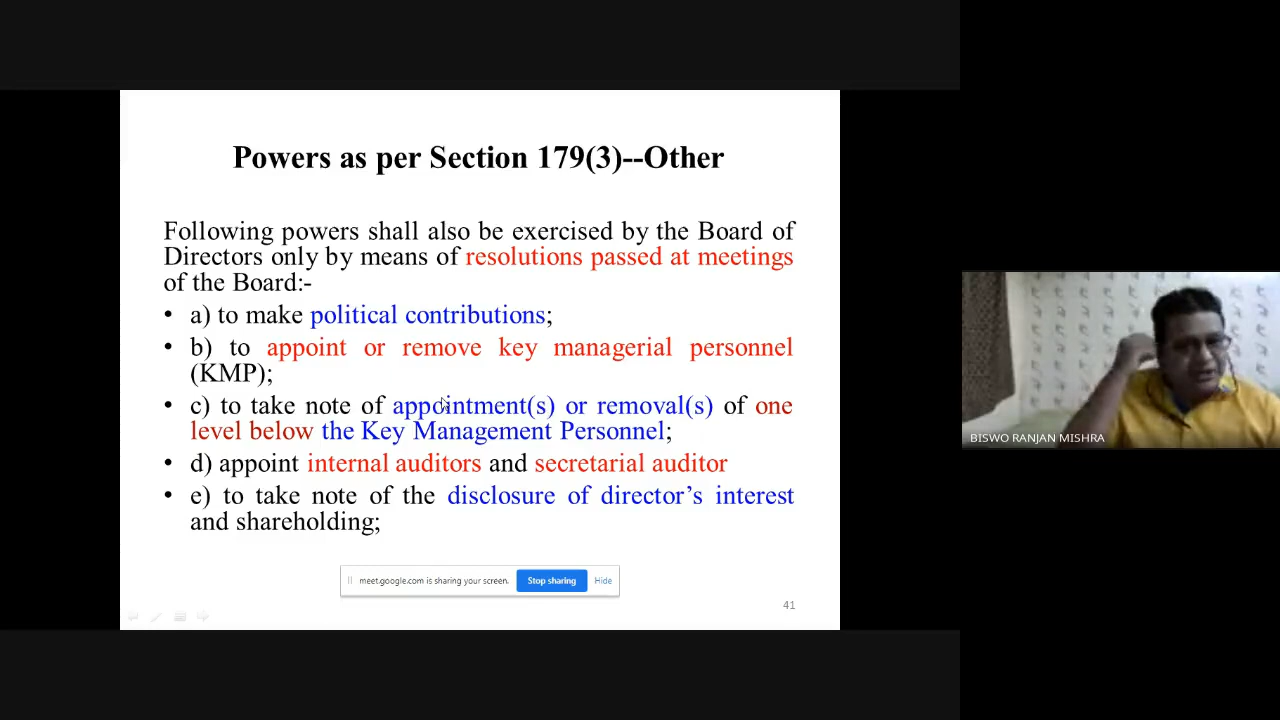 Powers as per Section 179(3)--Other
Following powers shall also be exercised by the Board of
Directors only by means of resolutions passed at meetings
of the Board:-
• a) to make political contributions;
• b) to appoint or remove key managerial personnel
(KMP);
• c) to take note of appointment(s) or removal(s) of one
level below the Key Management Personnel;
• d) appoint internal auditors and secretarial auditor
• e) to take note of the disclosure of director’s interest
and shareholding;
meet.google.com is sharing your screen. Stop sharing Hide
41
BISWO RANJAN MISHRA